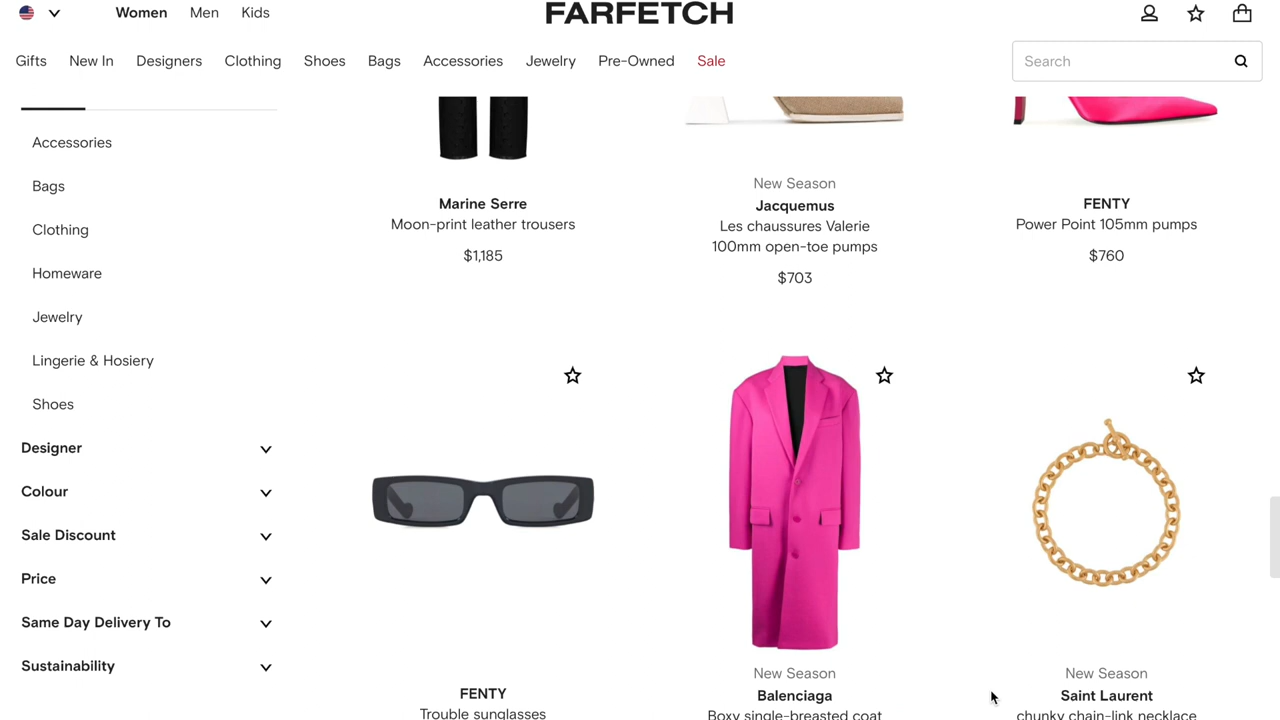 Women Men Kids
FARFETCH
Gifts New In Designers Clothing Shoes Bags Accessories Jewelry Pre-Owned Sale
Search
Accessories
Bags
Clothing
Homeware
Jewelry
Lingerie & Hosiery
Shoes
Designer
Colour
Sale Discount
Price
Same Day Delivery To
Sustainability
Marine Serre
Moon-print leather trousers
$1,185
New Season
Jacquemus
Les chaussures Valerie
100mm open-toe pumps
$703
FENTY
Power Point 105mm pumps
$760
FENTY
Trouble sunglasses
New Season
Balenciaga
Boxy single-breasted coat
New Season
Saint Laurent
chunky chain-link necklace